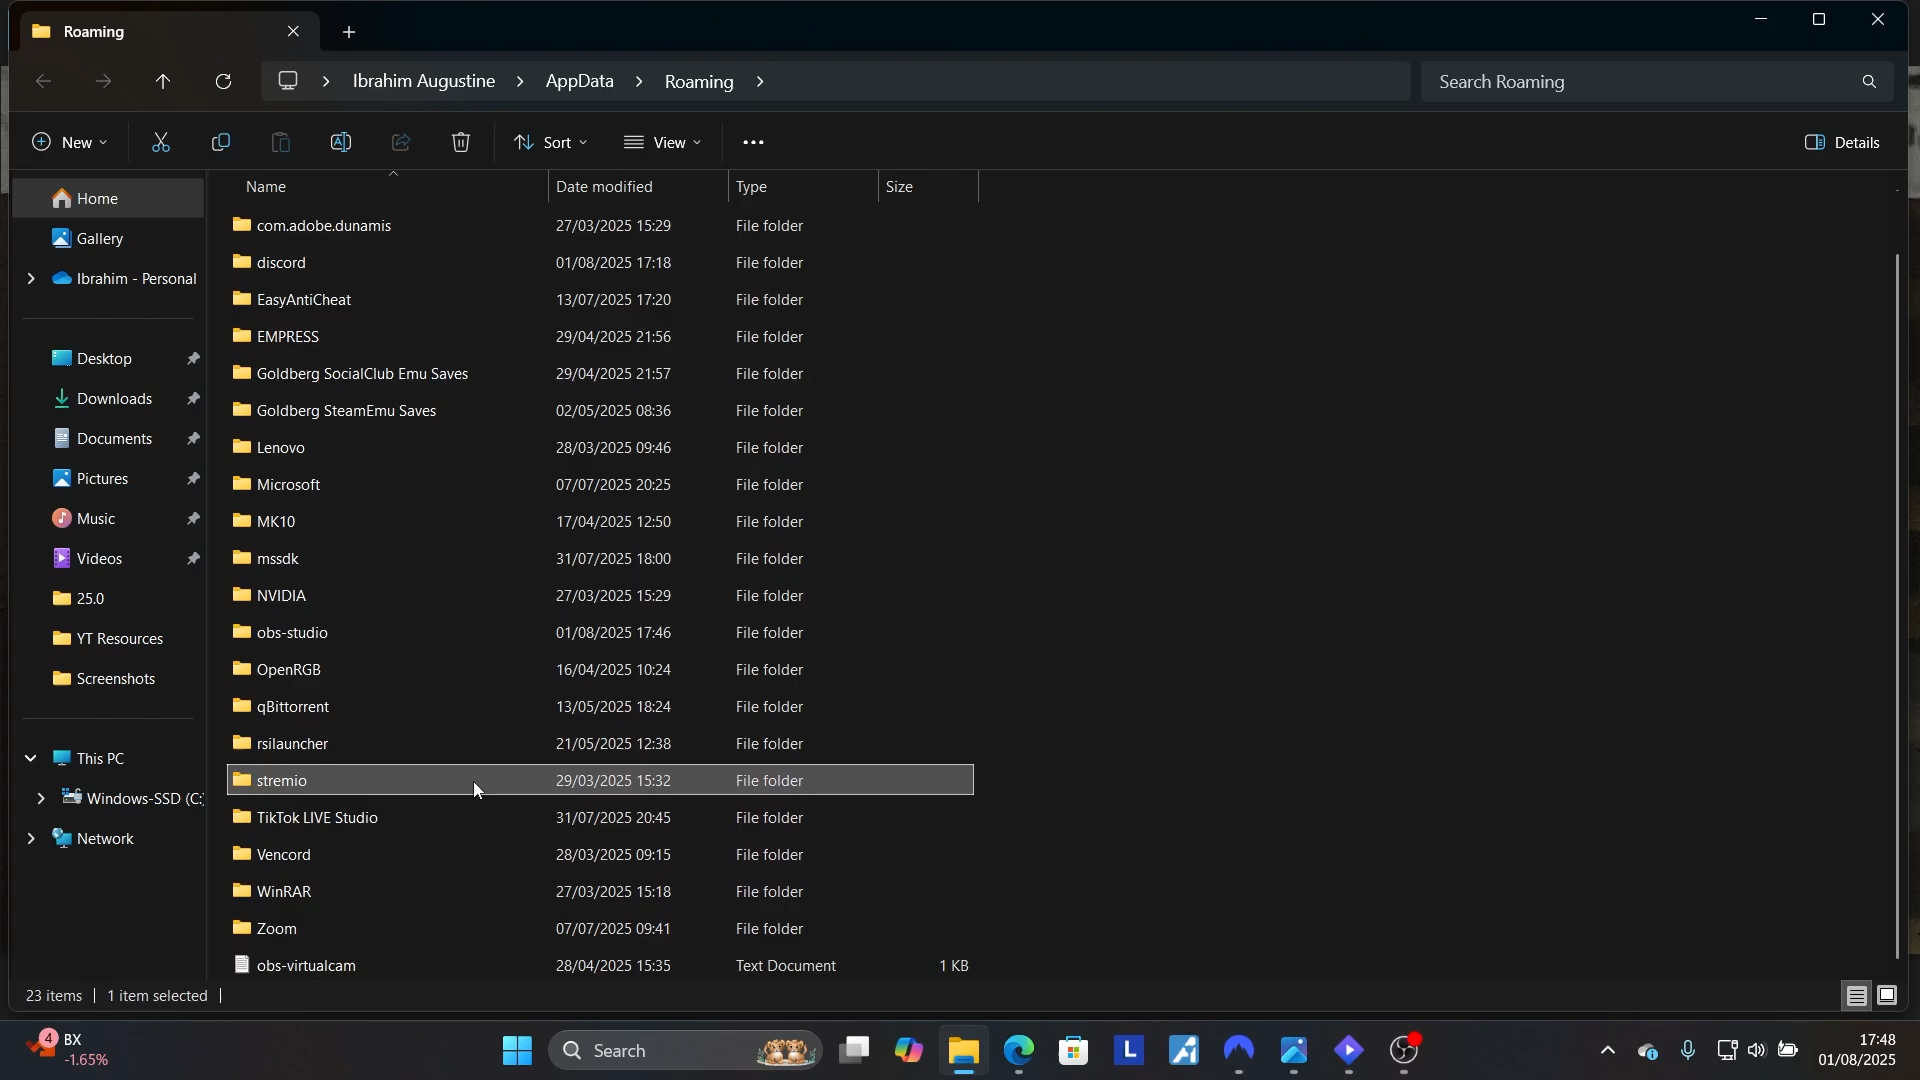 Roaming
Ibrahim Augustine > AppData > Roaming >
Search Roaming
New
Sort
View
Details
Name Date modified Type Size
Home
Gallery
Ibrahim - Personal
Desktop
Downloads
Documents
Pictures
Music
Videos
25.0
YT Resources
Screenshots
This PC
Windows-SSD (C:)
Network
com.adobe.dunamis 27/03/2025 15:29 File folder
discord 01/08/2025 17:18 File folder
EasyAntiCheat 13/07/2025 17:20 File folder
EMPRESS 29/04/2025 21:56 File folder
Goldberg SocialClub Emu Saves 29/04/2025 21:57 File folder
Goldberg SteamEmu Saves 02/05/2025 08:36 File folder
Lenovo 28/03/2025 09:46 File folder
Microsoft 07/07/2025 20:25 File folder
MK10 17/04/2025 12:50 File folder
mssdk 31/07/2025 18:00 File folder
NVIDIA 27/03/2025 15:29 File folder
obs-studio 01/08/2025 17:46 File folder
OpenRGB 16/04/2025 10:24 File folder
qBittorrent 13/05/2025 18:24 File folder
rsilauncher 21/05/2025 12:38 File folder
stremio 29/03/2025 15:32 File folder
TikTok LIVE Studio 31/07/2025 20:45 File folder
Vencord 28/03/2025 09:15 File folder
WinRAR 27/03/2025 15:18 File folder
Zoom 07/07/2025 09:41 File folder
obs-virtualcam 28/04/2025 15:35 Text Document 1 KB
23 items 1 item selected
4 BX
-1.65%
Search
L
17:48
01/08/2025